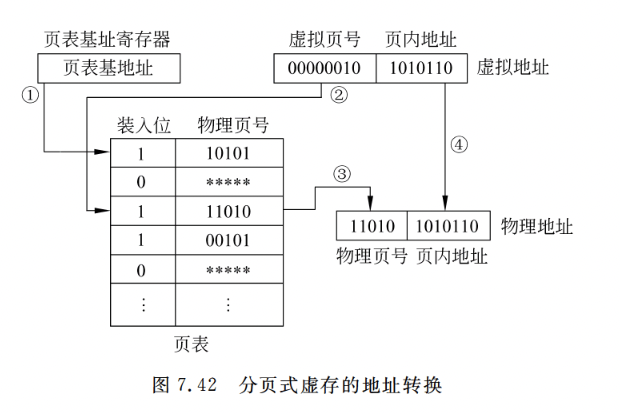 页表基址寄存器
页表基地址
①
虚拟页号 页内地址
00000010 1010110 虚拟地址
②
④
装入位 物理页号
1 10101
0 *****
1 11010
1 00101
0 *****
⋮ ⋮
页表
③
11010 1010110 物理地址
物理页号 页内地址
图 7.42 分页式虚存的地址转换